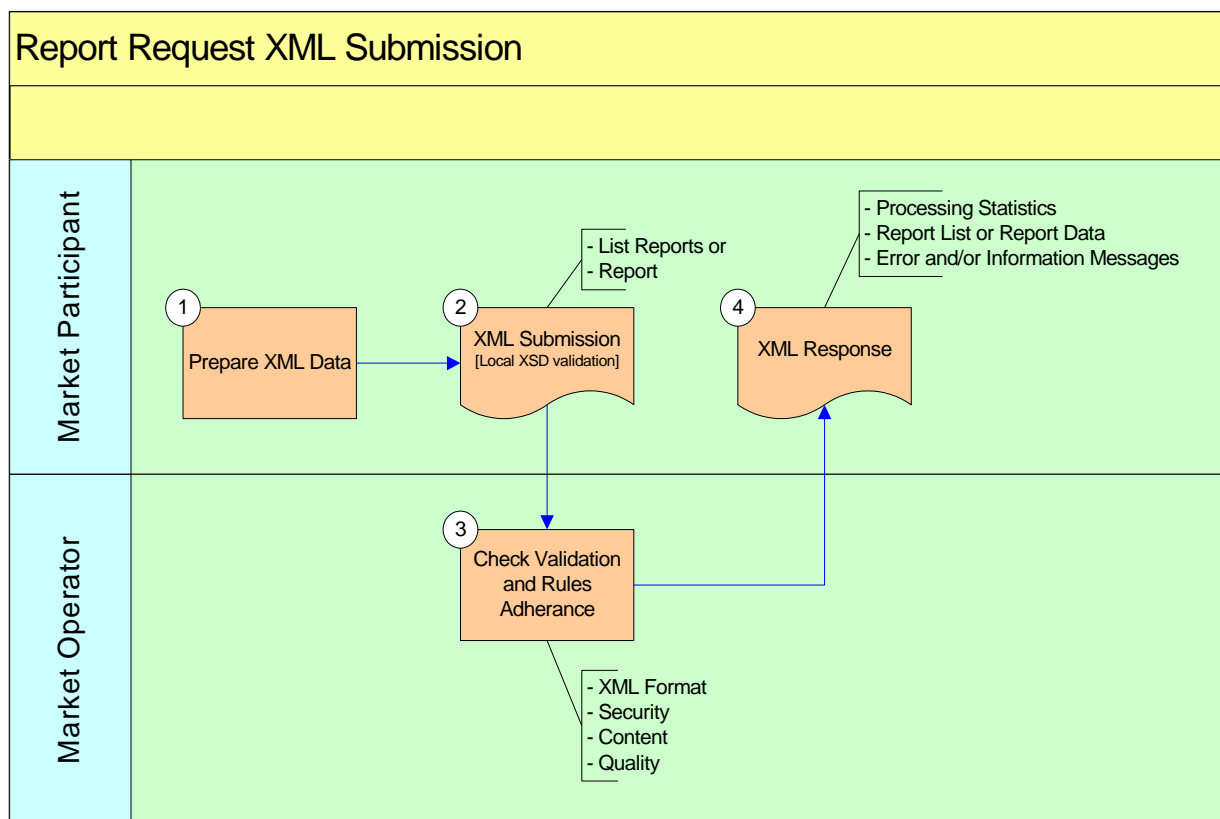 Report Request XML Submission
Market Participant
- Processing Statistics
- Report List or Report Data
- Error and/or Information Messages
- List Reports or
- Report
1
Prepare XML Data
2
XML Submission
[Local XSD validation]
4
XML Response
Market Operator
3
Check Validation
and Rules
Adherance
- XML Format
- Security
- Content
- Quality